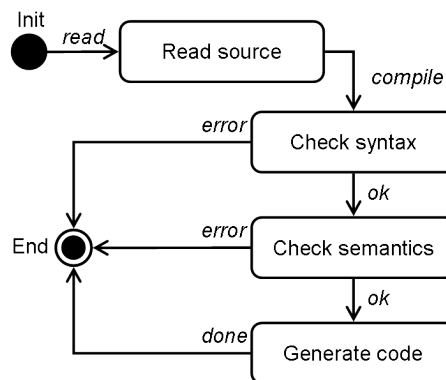 Init
read
Read source
compile
error
Check syntax
ok
End
error
Check semantics
ok
done
Generate code